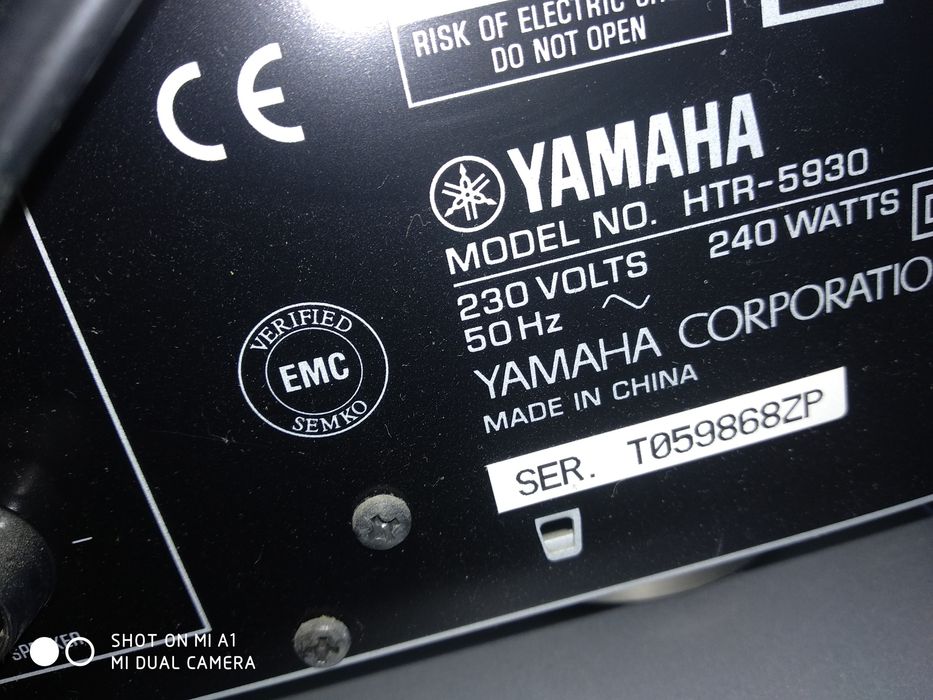 RISK OF ELECTRIC
DO NOT OPEN
CE
YAMAHA
MODEL NO. HTR-5930
230 VOLTS ~ 240 WATTS
50 Hz
YAMAHA CORPORATIO
MADE IN CHINA
SER. T059868ZP
VERIFIED
EMC
SEMKO
SPEAKER
SHOT ON MI A1
MI DUAL CAMERA